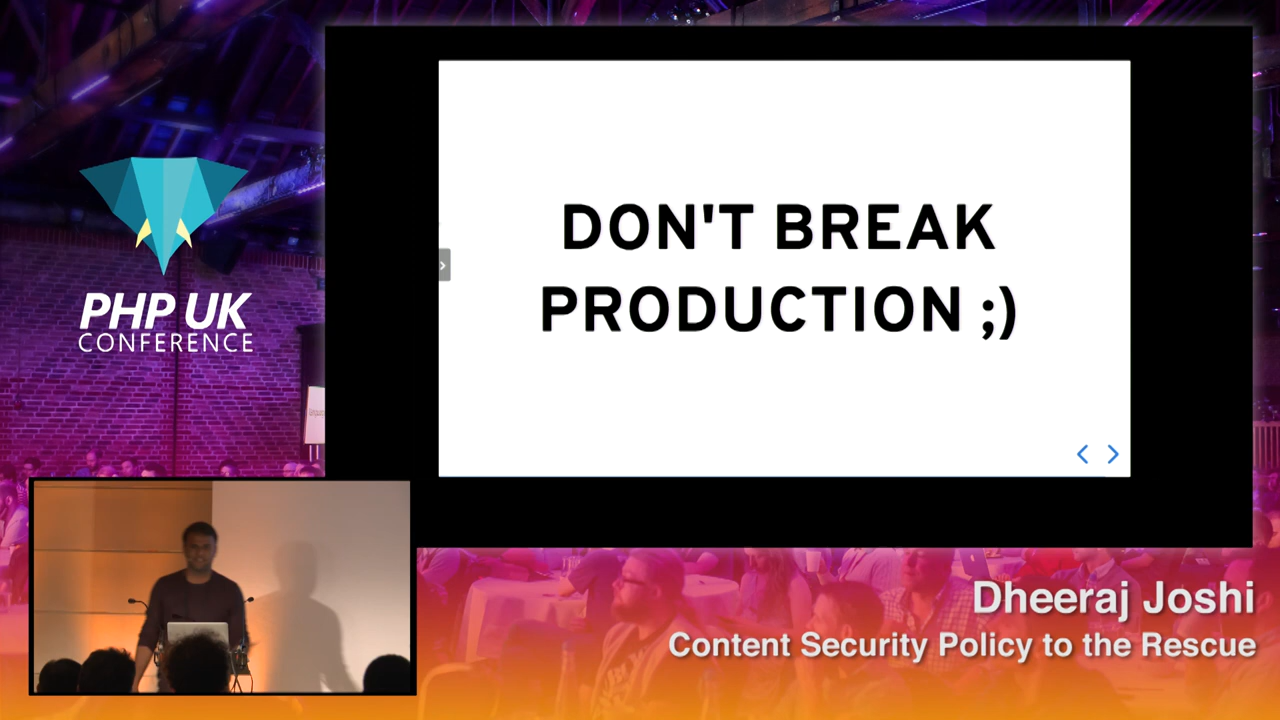 DON'T BREAK
PRODUCTION ;)
PHP UK
CONFERENCE
Dheeraj Joshi
Content Security Policy to the Rescue